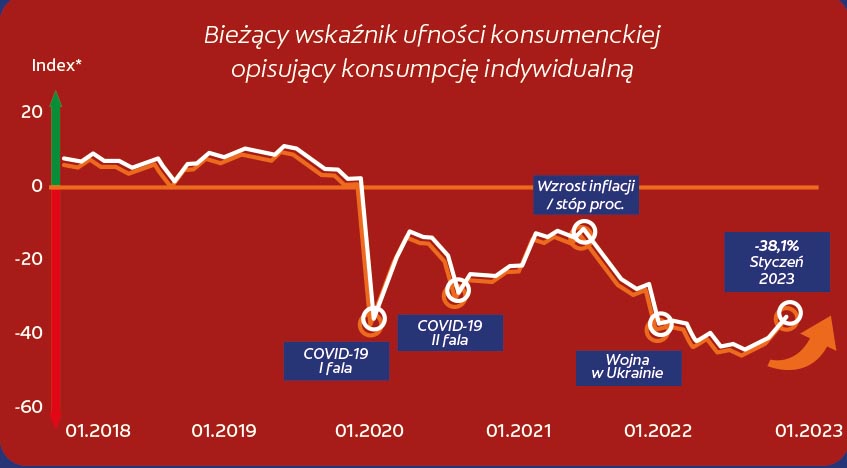 Bieżący wskaźnik ufności konsumenckiej
opisujący konsumpcję indywidualną
Index*
20
0
-20
-40
-60
Wzrost inflacji
/ stóp proc.
-38,1%
Styczeń
2023
COVID-19
I fala
COVID-19
II fala
Wojna
w Ukrainie
01.2018
01.2019
01.2020
01.2021
01.2022
01.2023